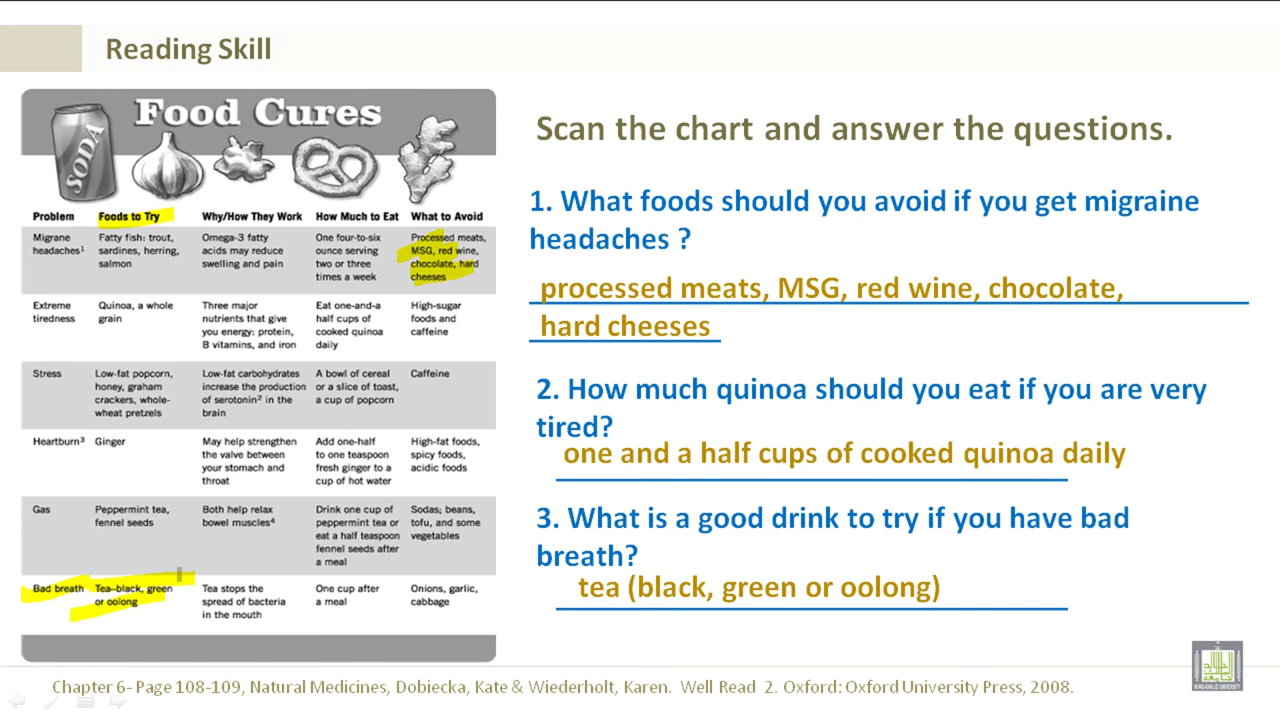 Reading Skill
Food Cures
SODA
Problem Foods to Try Why/How They Work How Much to Eat What to Avoid
Migrane Fatty fish: trout, Omega-3 fatty One four-to-six Processed meats,
headaches¹ sardines, herring, acids may reduce ounce serving MSG, red wine,
salmon swelling and pain two or three chocolate, hard
times a week cheeses
Extreme Quinoa, a whole Three major Eat one-and-a High-sugar
tiredness grain nutrients that give half cups of foods and
you energy: protein, cooked quinoa caffeine
B vitamins, and iron daily
Stress Low-fat popcorn, Low-fat carbohydrates A bowl of cereal Caffeine
honey, graham increase the production or a slice of toast,
crackers, whole- of serotonin² in the a cup of popcorn
wheat pretzels brain
Heartburn³ Ginger May help strengthen Add one-half High-fat foods,
the valve between to one teaspoon spicy foods,
your stomach and fresh ginger to a acidic foods
throat cup of hot water
Gas Peppermint tea, Both help relax Drink one cup of Sodas; beans,
fennel seeds bowel muscles⁴ peppermint tea or tofu, and some
eat a half teaspoon vegetables
fennel seeds after
a meal
Bad breath Tea–black, green Tea stops the One cup after Onions, garlic,
or oolong spread of bacteria a meal cabbage
in the mouth
Scan the chart and answer the questions.
1. What foods should you avoid if you get migraine
headaches ?
processed meats, MSG, red wine, chocolate,
hard cheeses
2. How much quinoa should you eat if you are very
tired?
one and a half cups of cooked quinoa daily
3. What is a good drink to try if you have bad
breath?
tea (black, green or oolong)
KING KHALID UNIVERSITY
Chapter 6- Page 108-109, Natural Medicines, Dobiecka, Kate & Wiederholt, Karen. Well Read 2. Oxford: Oxford University Press, 2008.